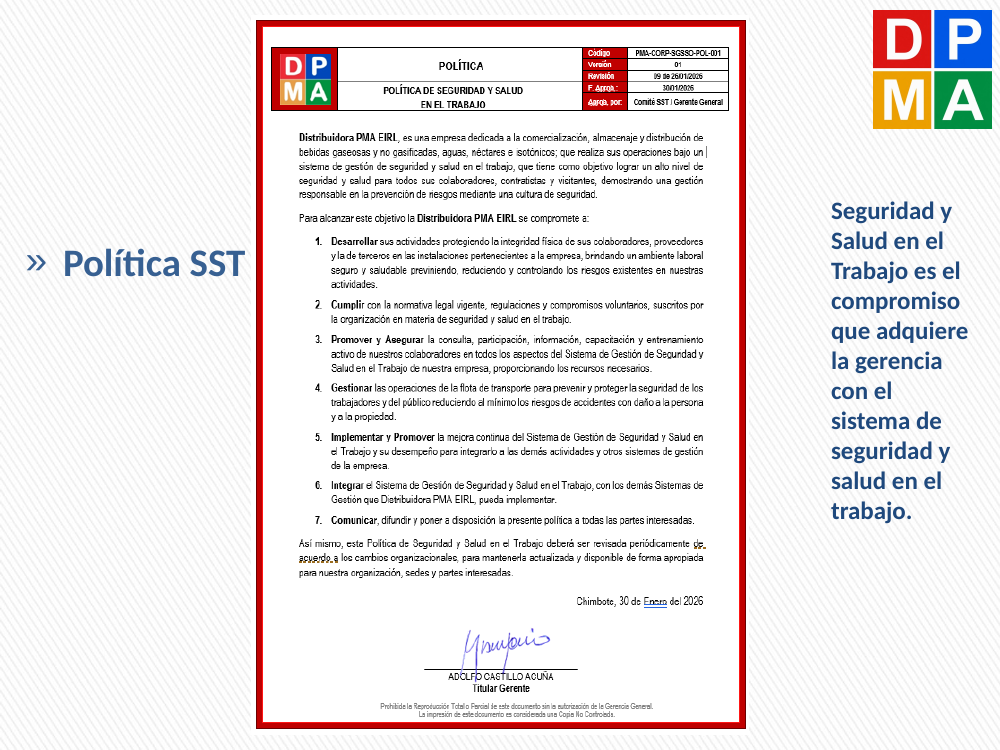 DP
MA
» Política SST
DP
MA
POLÍTICA
POLÍTICA DE SEGURIDAD Y SALUD
EN EL TRABAJO
Código PMA-CORP-SGSSO-POL-001
Versión 01
Revisión 09 de 26/01/2026
F. Aprob.: 30/01/2026
Aprob. por: Comité SST / Gerente General
Distribuidora PMA EIRL, es una empresa dedicada a la comercialización, almacenaje y distribución de
bebidas gaseosas y no gasificadas, aguas, néctares e isotónicos; que realiza sus operaciones bajo un
sistema de gestión de seguridad y salud en el trabajo, que tiene como objetivo lograr un alto nivel de
seguridad y salud para todos sus colaboradores, contratistas y visitantes, demostrando una gestión
responsable en la prevención de riesgos mediante una cultura de seguridad.
Para alcanzar este objetivo la Distribuidora PMA EIRL se compromete a:
1. Desarrollar sus actividades protegiendo la integridad física de sus colaboradores, proveedores
y la de terceros en las instalaciones pertenecientes a la empresa, brindando un ambiente laboral
seguro y saludable previniendo, reduciendo y controlando los riesgos existentes en nuestras
actividades.
2. Cumplir con la normativa legal vigente, regulaciones y compromisos voluntarios, suscritos por
la organización en materia de seguridad y salud en el trabajo.
3. Promover y Asegurar la consulta, participación, información, capacitación y entrenamiento
activo de nuestros colaboradores en todos los aspectos del Sistema de Gestión de Seguridad y
Salud en el Trabajo de nuestra empresa, proporcionando los recursos necesarios.
4. Gestionar las operaciones de la flota de transporte para prevenir y proteger la seguridad de los
trabajadores y del público reduciendo al mínimo los riesgos de accidentes con daño a la persona
y a la propiedad.
5. Implementar y Promover la mejora continua del Sistema de Gestión de Seguridad y Salud en
el Trabajo y su desempeño para integrarlo a las demás actividades y otros sistemas de gestión
de la empresa.
6. Integrar el Sistema de Gestión de Seguridad y Salud en el Trabajo, con los demás Sistemas de
Gestión que Distribuidora PMA EIRL, pueda implementar.
7. Comunicar, difundir y poner a disposición la presente política a todas las partes interesadas.
Así mismo, esta Política de Seguridad y Salud en el Trabajo deberá ser revisada periódicamente de
acuerdo a los cambios organizacionales, para mantenerla actualizada y disponible de forma apropiada
para nuestra organización, sedes y partes interesadas.
Chimbote, 30 de Enero del 2026
ADOLFO CASTILLO ACUÑA
Titular Gerente
Prohibida la Reproducción Total o Parcial de este documento sin la autorización de la Gerencia General.
La impresión de este documento es considerada una Copia No Controlada.
Seguridad y
Salud en el
Trabajo es el
compromiso
que adquiere
la gerencia
con el
sistema de
seguridad y
salud en el
trabajo.